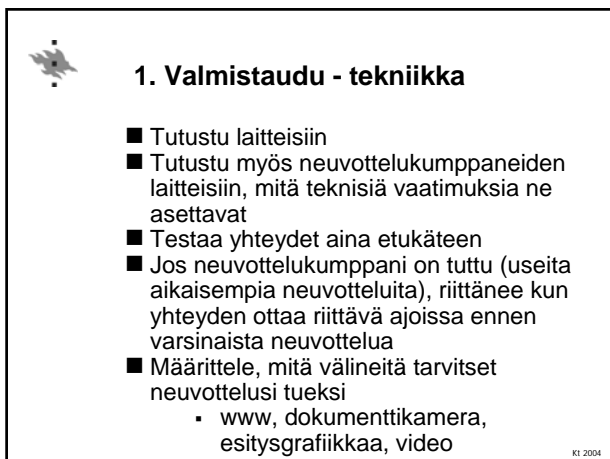 1. Valmistaudu - tekniikka
■ Tutustu laitteisiin
■ Tutustu myös neuvottelukumppaneiden
laitteisiin, mitä teknisiä vaatimuksia ne
asettavat
■ Testaa yhteydet aina etukäteen
■ Jos neuvottelukumppani on tuttu (useita
aikaisempia neuvotteluita), riittänee kun
yhteyden ottaa riittävä ajoissa ennen
varsinaista neuvottelua
■ Määrittele, mitä välineitä tarvitset
neuvottelusi tueksi
▪ www, dokumenttikamera,
esitysgrafiikkaa, video
Kt 2004